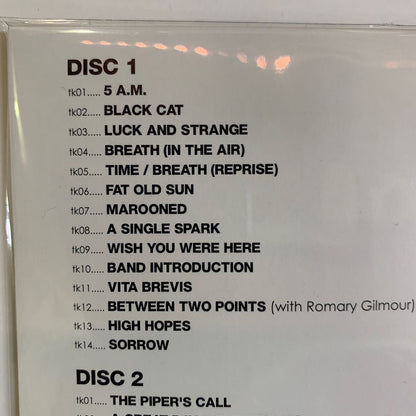 DISC 1
tk01..... 5 A.M.
tk02..... BLACK CAT
tk03..... LUCK AND STRANGE
tk04..... BREATH (IN THE AIR)
tk05..... TIME / BREATH (REPRISE)
tk06..... FAT OLD SUN
tk07..... MAROONED
tk08..... A SINGLE SPARK
tk09..... WISH YOU WERE HERE
tk10..... BAND INTRODUCTION
tk11..... VITA BREVIS
tk12..... BETWEEN TWO POINTS (with Romary Gilmour)
tk13..... HIGH HOPES
tk14..... SORROW
DISC 2
tk01..... THE PIPER'S CALL